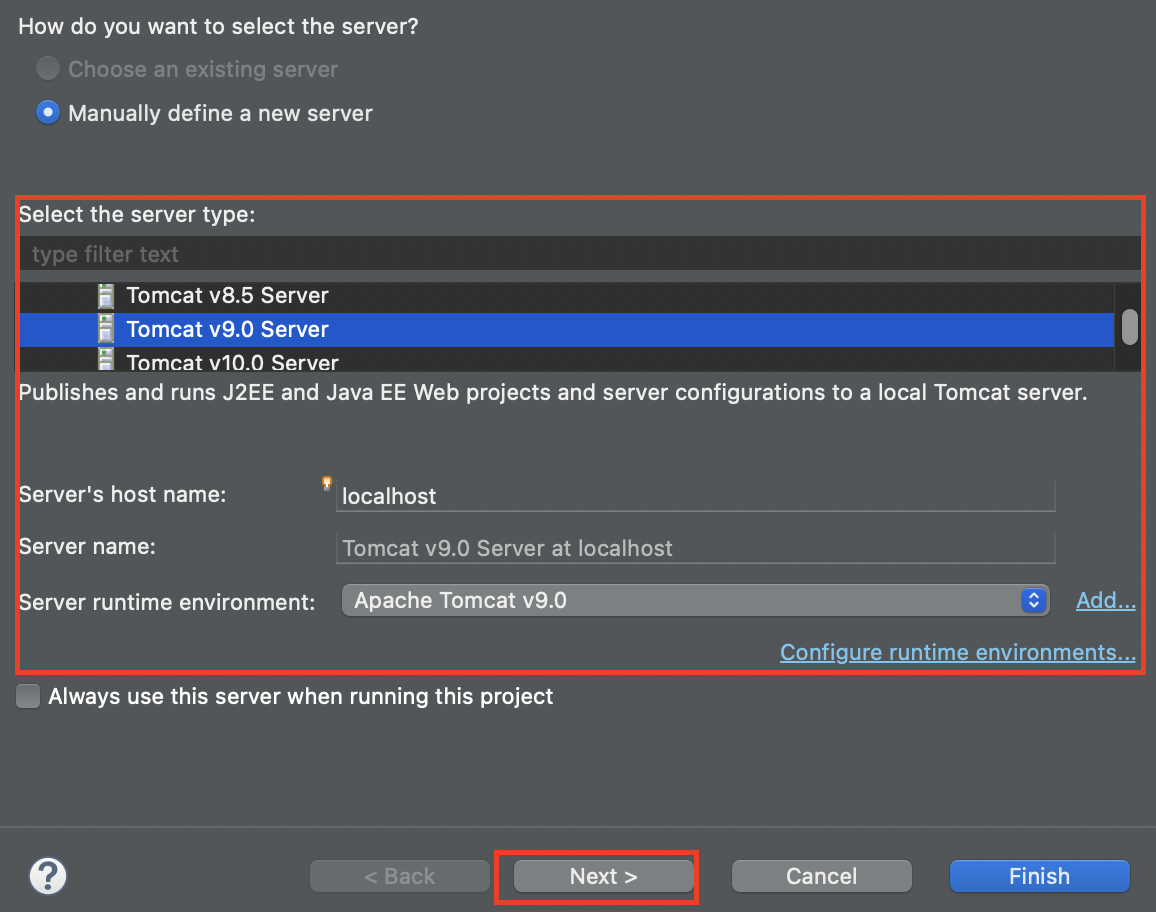 How do you want to select the server?
Choose an existing server
Manually define a new server
Select the server type:
type filter text
Tomcat v8.5 Server
Tomcat v9.0 Server
Tomcat v10.0 Server
Publishes and runs J2EE and Java EE Web projects and server configurations to a local Tomcat server.
Server's host name: localhost
Server name: Tomcat v9.0 Server at localhost
Server runtime environment: Apache Tomcat v9.0 Add...
Configure runtime environments...
Always use this server when running this project
? < Back Next > Cancel Finish